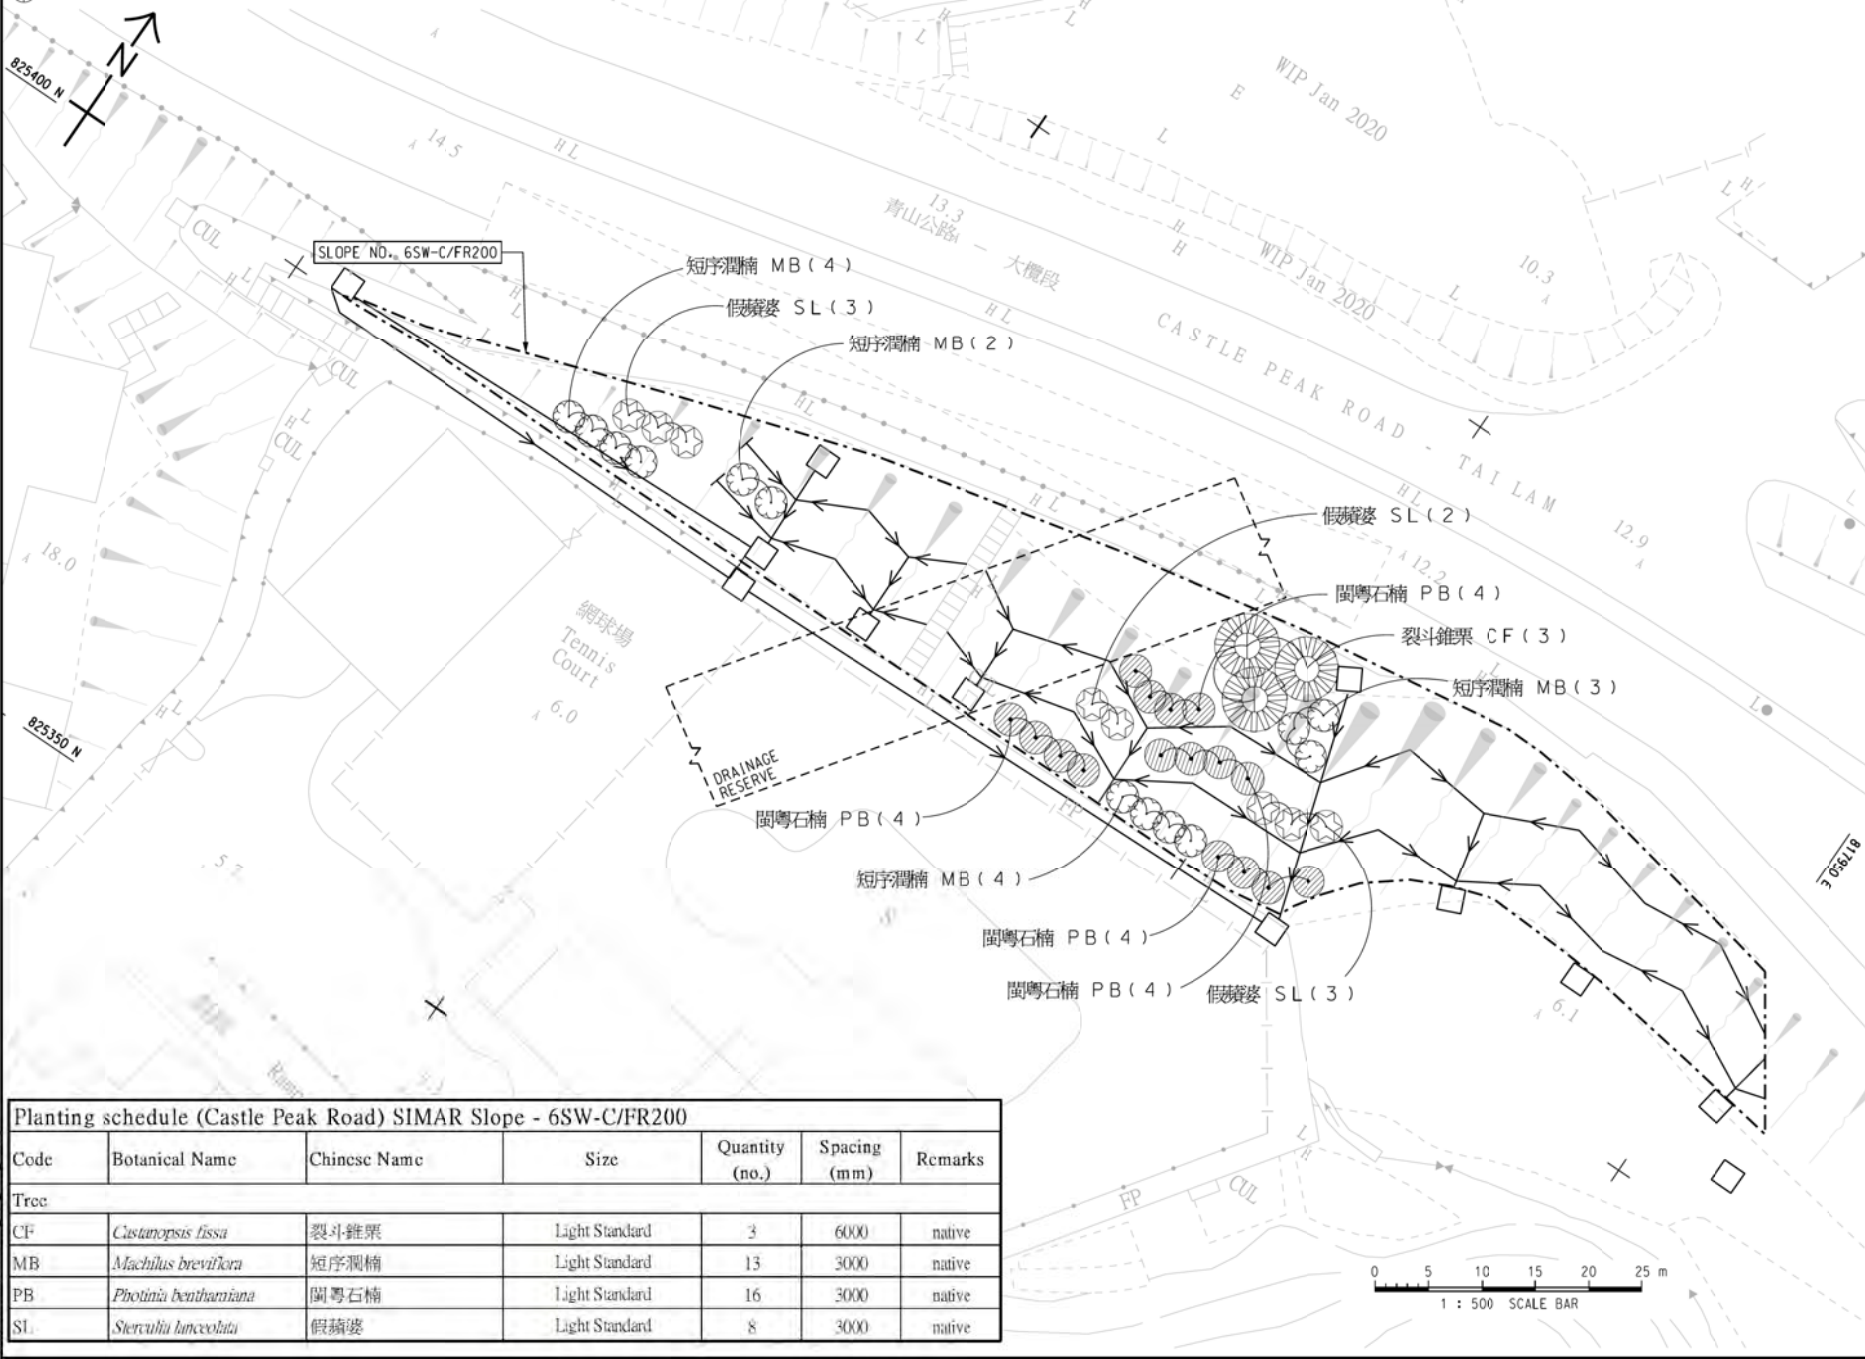 N
825400 N
14.5
H L
CUL
H L
SLOPE NO. 6SW-C/FR200
短序潤楠 MB(4)
假蘋婆 SL(3)
短序潤楠 MB(2)
13.3
青山公路 —
大欖段
CASTLE PEAK ROAD - TAI LAM
WIP Jan 2020
E
L
WIP Jan 2020
10.3
H L
CUL
H L
CUL
18.0
網球場
Tennis
Court
6.0
假蘋婆 SL(2)
12.9
12.2
閩粵石楠 PB(4)
裂斗錐栗 CF(3)
短序潤楠 MB(3)
825350 N
DRAINAGE
RESERVE
閩粵石楠 PB(4)
FP
短序潤楠 MB(4)
閩粵石楠 PB(4)
閩粵石楠 PB(4)
假蘋婆 SL(3)
817950 E
6.1
FP
CUL
Planting schedule (Castle Peak Road) SIMAR Slope - 6SW-C/FR200
Code Botanical Name Chinese Name Size Quantity (no.) Spacing (mm) Remarks
Tree
CF Castanopsis fissa 裂斗錐栗 Light Standard 3 6000 native
MB Machilus breviflora 短序潤楠 Light Standard 13 3000 native
PB Photinia benthamiana 閩粵石楠 Light Standard 16 3000 native
SL Sterculia lanceolata 假蘋婆 Light Standard 8 3000 native
0 5 10 15 20 25 m
1 : 500 SCALE BAR